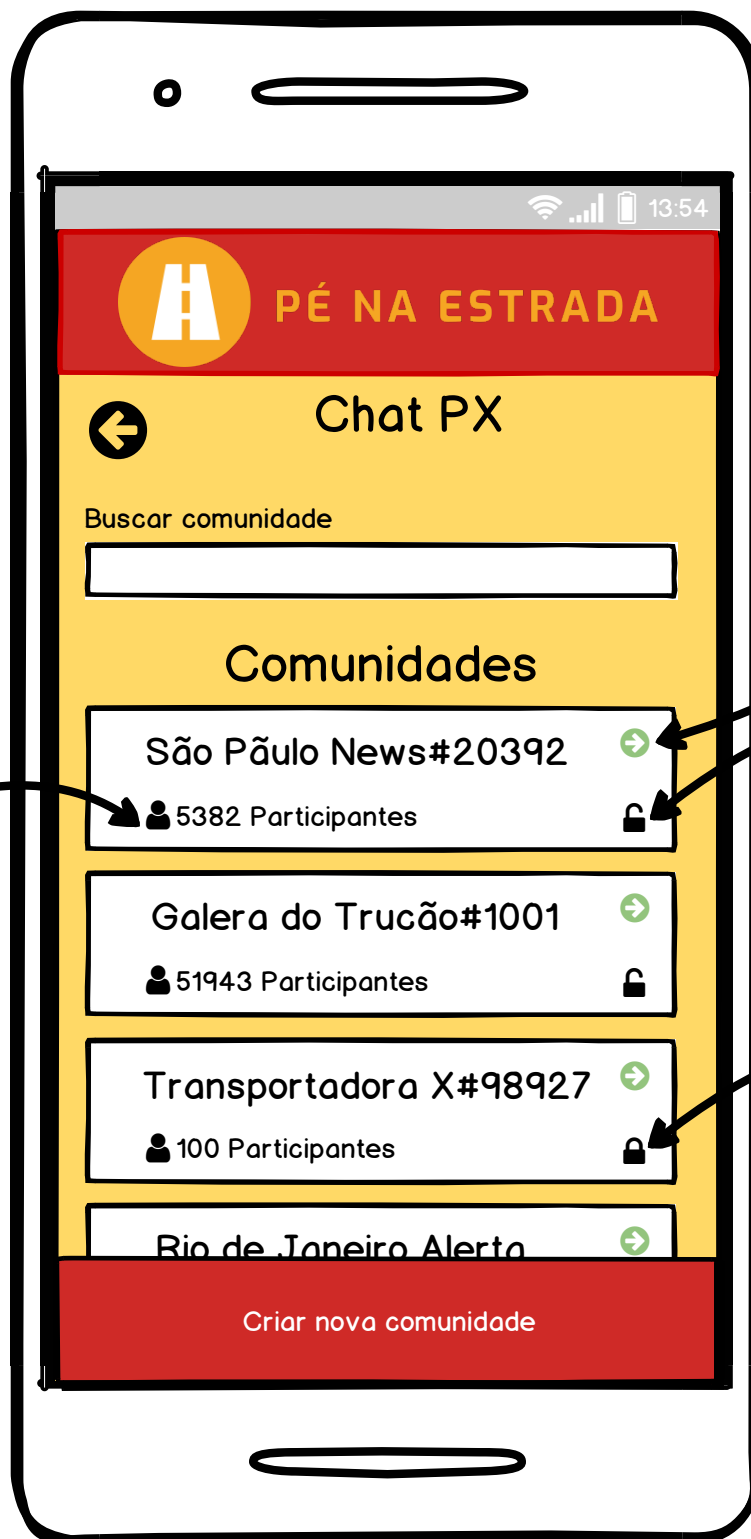 13:54
PÉ NA ESTRADA
Chat PX
Buscar comunidade
Comunidades
São Pãulo News#20392
5382 Participantes
Galera do Trucão#1001
51943 Participantes
Transportadora X#98927
100 Participantes
Rio de Janeiro Alerta
Criar nova comunidade